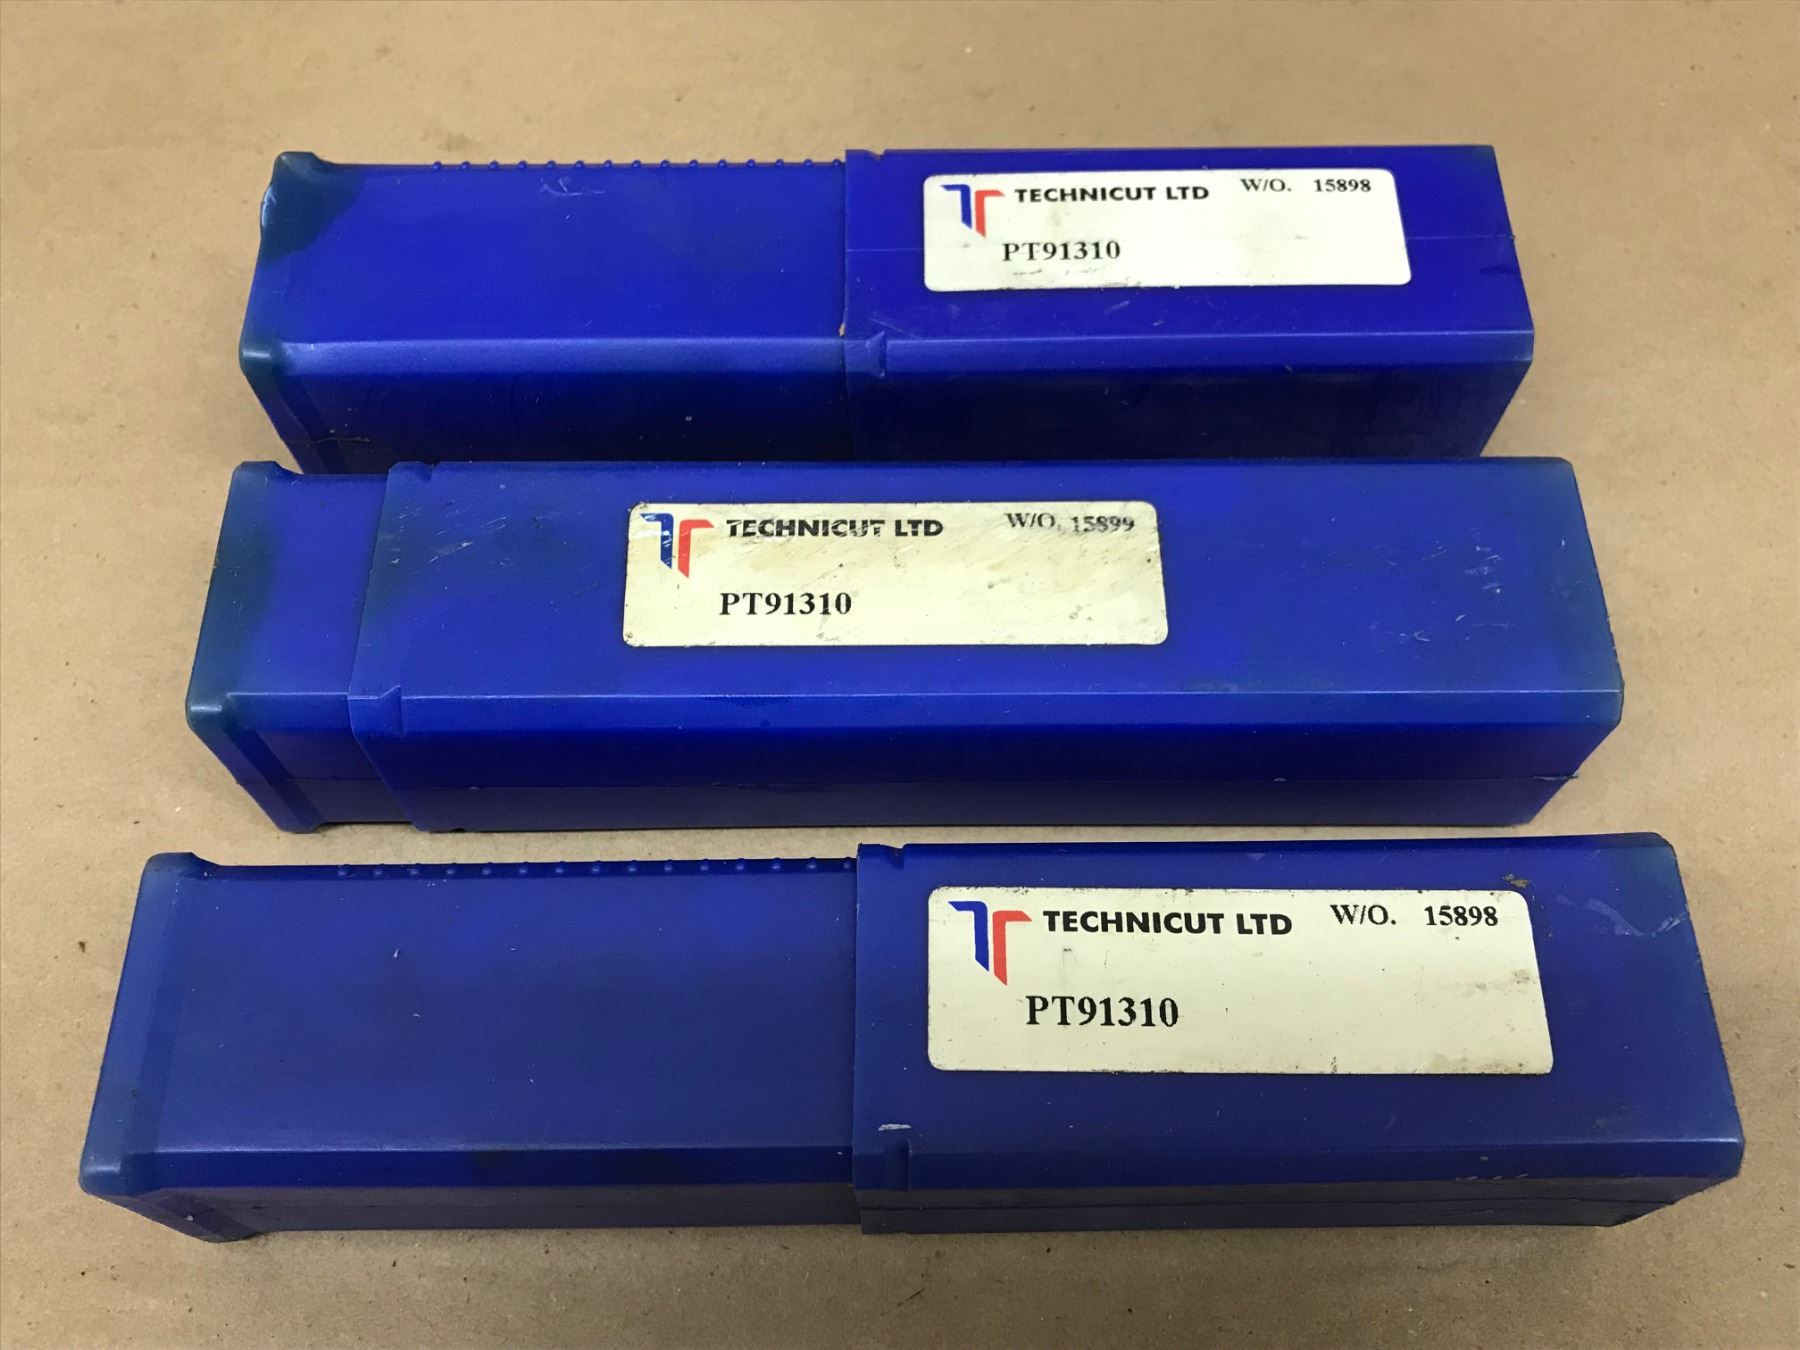 TECHNICUT LTD W/O. 15898
PT91310
TECHNICUT LTD W/O. 15899
PT91310
TECHNICUT LTD W/O. 15898
PT91310